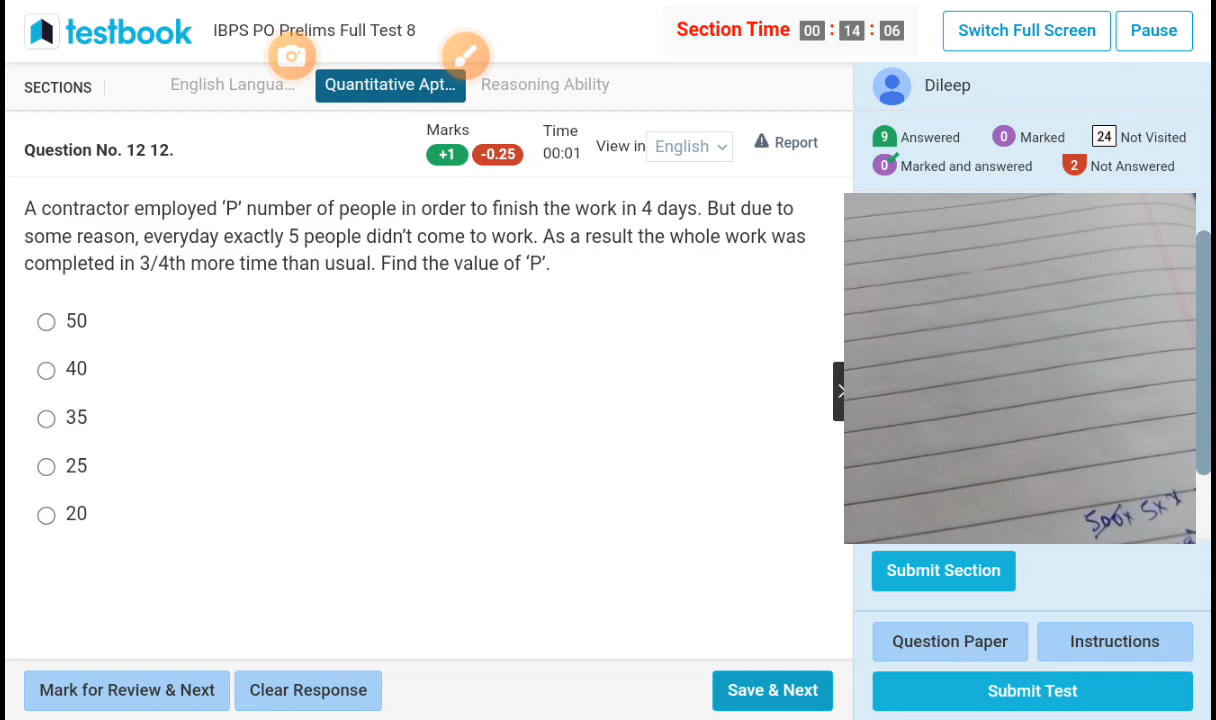 testbook
IBPS PO Prelims Full Test 8
Section Time 00 : 14 : 06
Switch Full Screen
Pause
SECTIONS
English Langua...
Quantitative Apt...
Reasoning Ability
Dileep
Question No. 12 12.
Marks
+1 -0.25
Time
00:01
View in English
Report
9 Answered
0 Marked
24 Not Visited
0 Marked and answered
2 Not Answered
A contractor employed ‘P’ number of people in order to finish the work in 4 days. But due to
some reason, everyday exactly 5 people didn’t come to work. As a result the whole work was
completed in 3/4th more time than usual. Find the value of ‘P’.
50
40
35
25
20
Submit Section
Question Paper
Instructions
Mark for Review & Next
Clear Response
Save & Next
Submit Test